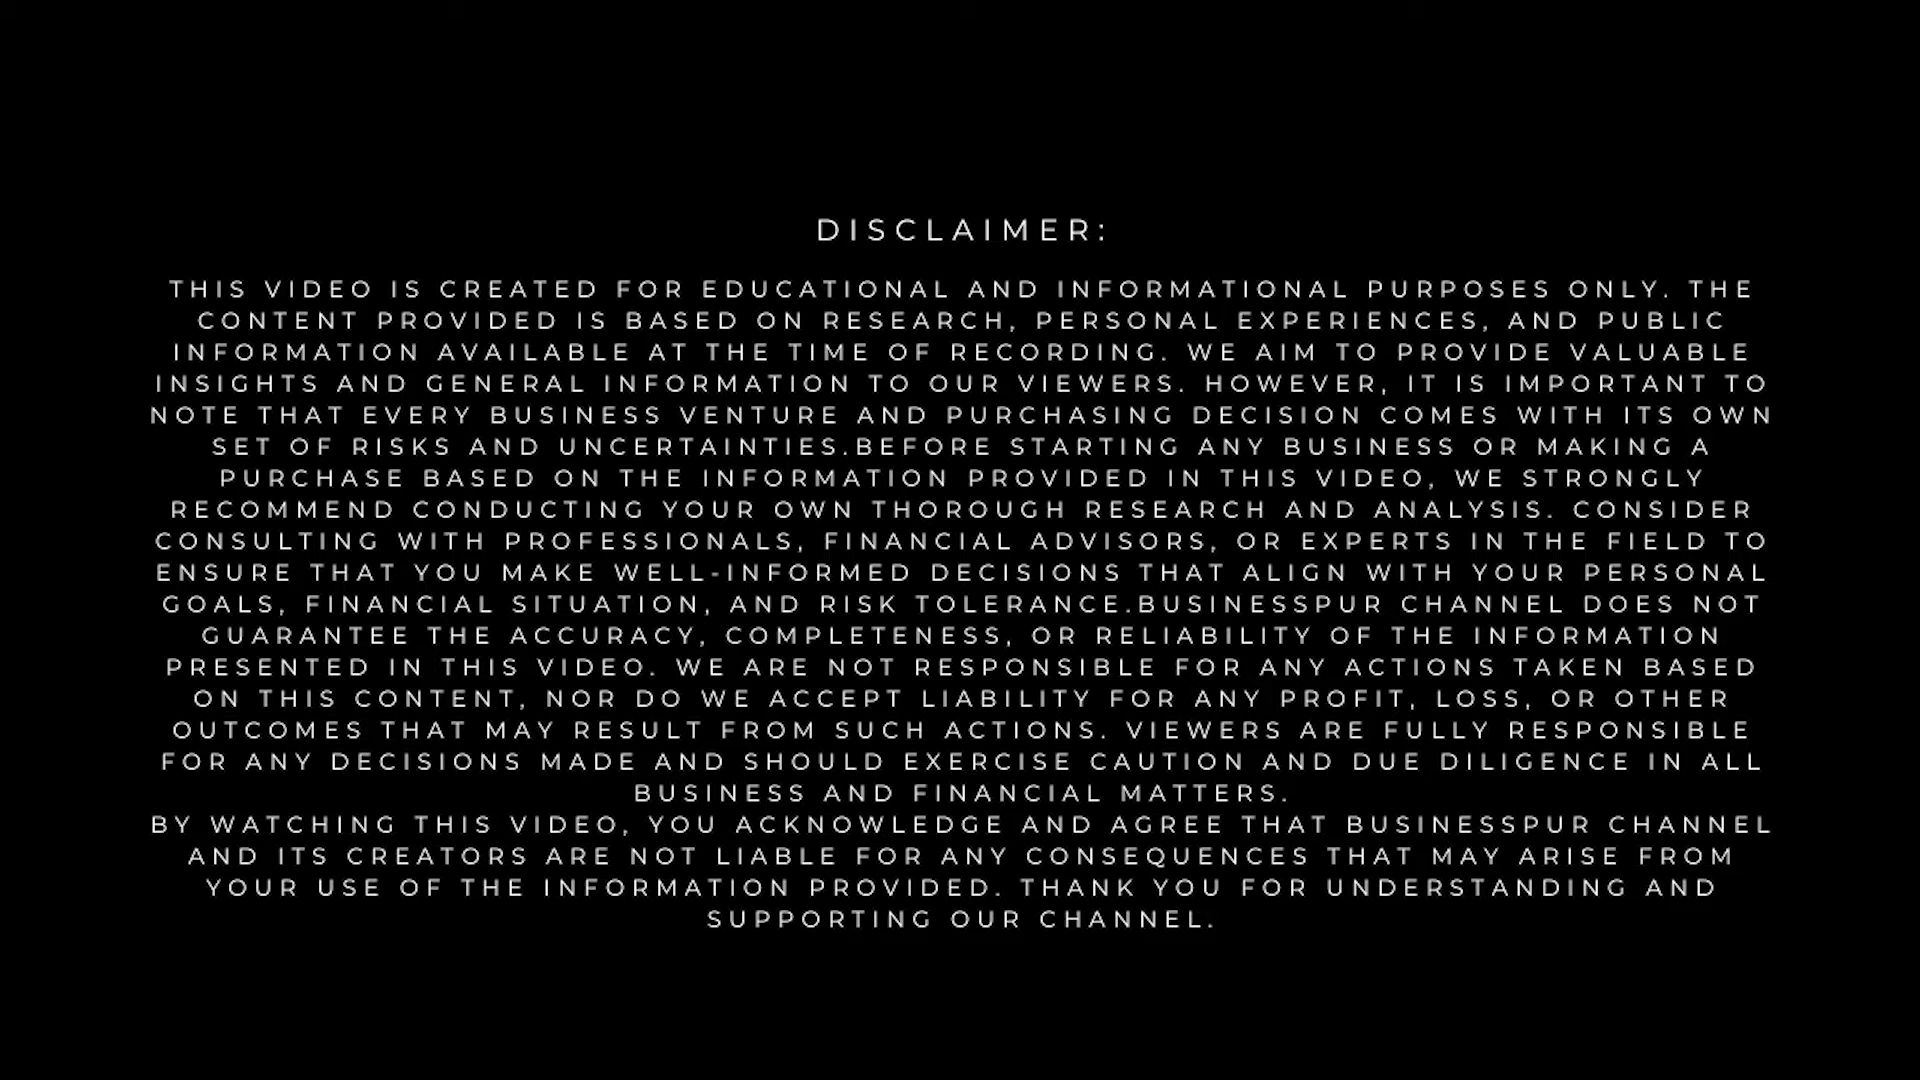 DISCLAIMER:
THIS VIDEO IS CREATED FOR EDUCATIONAL AND INFORMATIONAL PURPOSES ONLY. THE
CONTENT PROVIDED IS BASED ON RESEARCH, PERSONAL EXPERIENCES, AND PUBLIC
INFORMATION AVAILABLE AT THE TIME OF RECORDING. WE AIM TO PROVIDE VALUABLE
INSIGHTS AND GENERAL INFORMATION TO OUR VIEWERS. HOWEVER, IT IS IMPORTANT TO
NOTE THAT EVERY BUSINESS VENTURE AND PURCHASING DECISION COMES WITH ITS OWN
SET OF RISKS AND UNCERTAINTIES.BEFORE STARTING ANY BUSINESS OR MAKING A
PURCHASE BASED ON THE INFORMATION PROVIDED IN THIS VIDEO, WE STRONGLY
RECOMMEND CONDUCTING YOUR OWN THOROUGH RESEARCH AND ANALYSIS. CONSIDER
CONSULTING WITH PROFESSIONALS, FINANCIAL ADVISORS, OR EXPERTS IN THE FIELD TO
ENSURE THAT YOU MAKE WELL-INFORMED DECISIONS THAT ALIGN WITH YOUR PERSONAL
GOALS, FINANCIAL SITUATION, AND RISK TOLERANCE.BUSINESSPUR CHANNEL DOES NOT
GUARANTEE THE ACCURACY, COMPLETENESS, OR RELIABILITY OF THE INFORMATION
PRESENTED IN THIS VIDEO. WE ARE NOT RESPONSIBLE FOR ANY ACTIONS TAKEN BASED
ON THIS CONTENT, NOR DO WE ACCEPT LIABILITY FOR ANY PROFIT, LOSS, OR OTHER
OUTCOMES THAT MAY RESULT FROM SUCH ACTIONS. VIEWERS ARE FULLY RESPONSIBLE
FOR ANY DECISIONS MADE AND SHOULD EXERCISE CAUTION AND DUE DILIGENCE IN ALL
BUSINESS AND FINANCIAL MATTERS.
BY WATCHING THIS VIDEO, YOU ACKNOWLEDGE AND AGREE THAT BUSINESSPUR CHANNEL
AND ITS CREATORS ARE NOT LIABLE FOR ANY CONSEQUENCES THAT MAY ARISE FROM
YOUR USE OF THE INFORMATION PROVIDED. THANK YOU FOR UNDERSTANDING AND
SUPPORTING OUR CHANNEL.